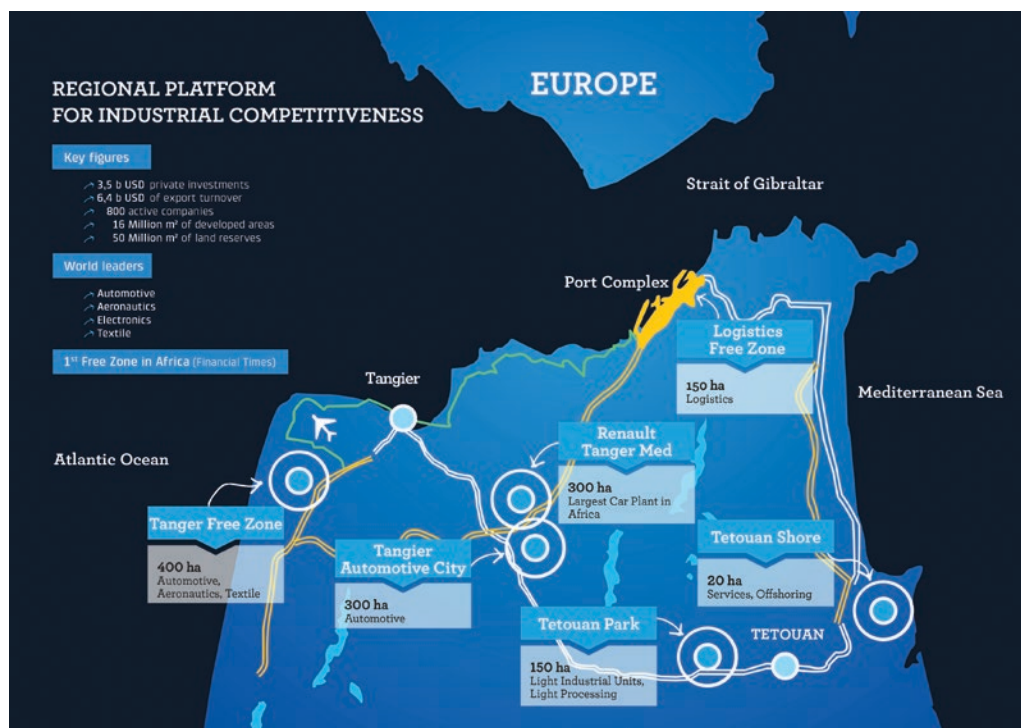 REGIONAL PLATFORM
FOR INDUSTRIAL COMPETITIVENESS
Key figures
3,5 b USD private investments
6,4 b USD of export turnover
800 active companies
16 Million m² of developed areas
50 Million m² of land reserves
World leaders
Automotive
Aeronautics
Electronics
Textile
1st Free Zone in Africa (Financial Times)
EUROPE
Strait of Gibraltar
Port Complex
Logistics
Free Zone
150 ha
Logistics
Mediterranean Sea
Tangier
Atlantic Ocean
Renault
Tanger Med
300 ha
Largest Car Plant in
Africa
Tanger Free Zone
400 ha
Automotive,
Aeronautics, Textile
Tangier
Automotive City
300 ha
Automotive
Tetouan Shore
20 ha
Services, Offshoring
Tetouan Park
150 ha
Light Industrial Units,
Light Processing
TETOUAN